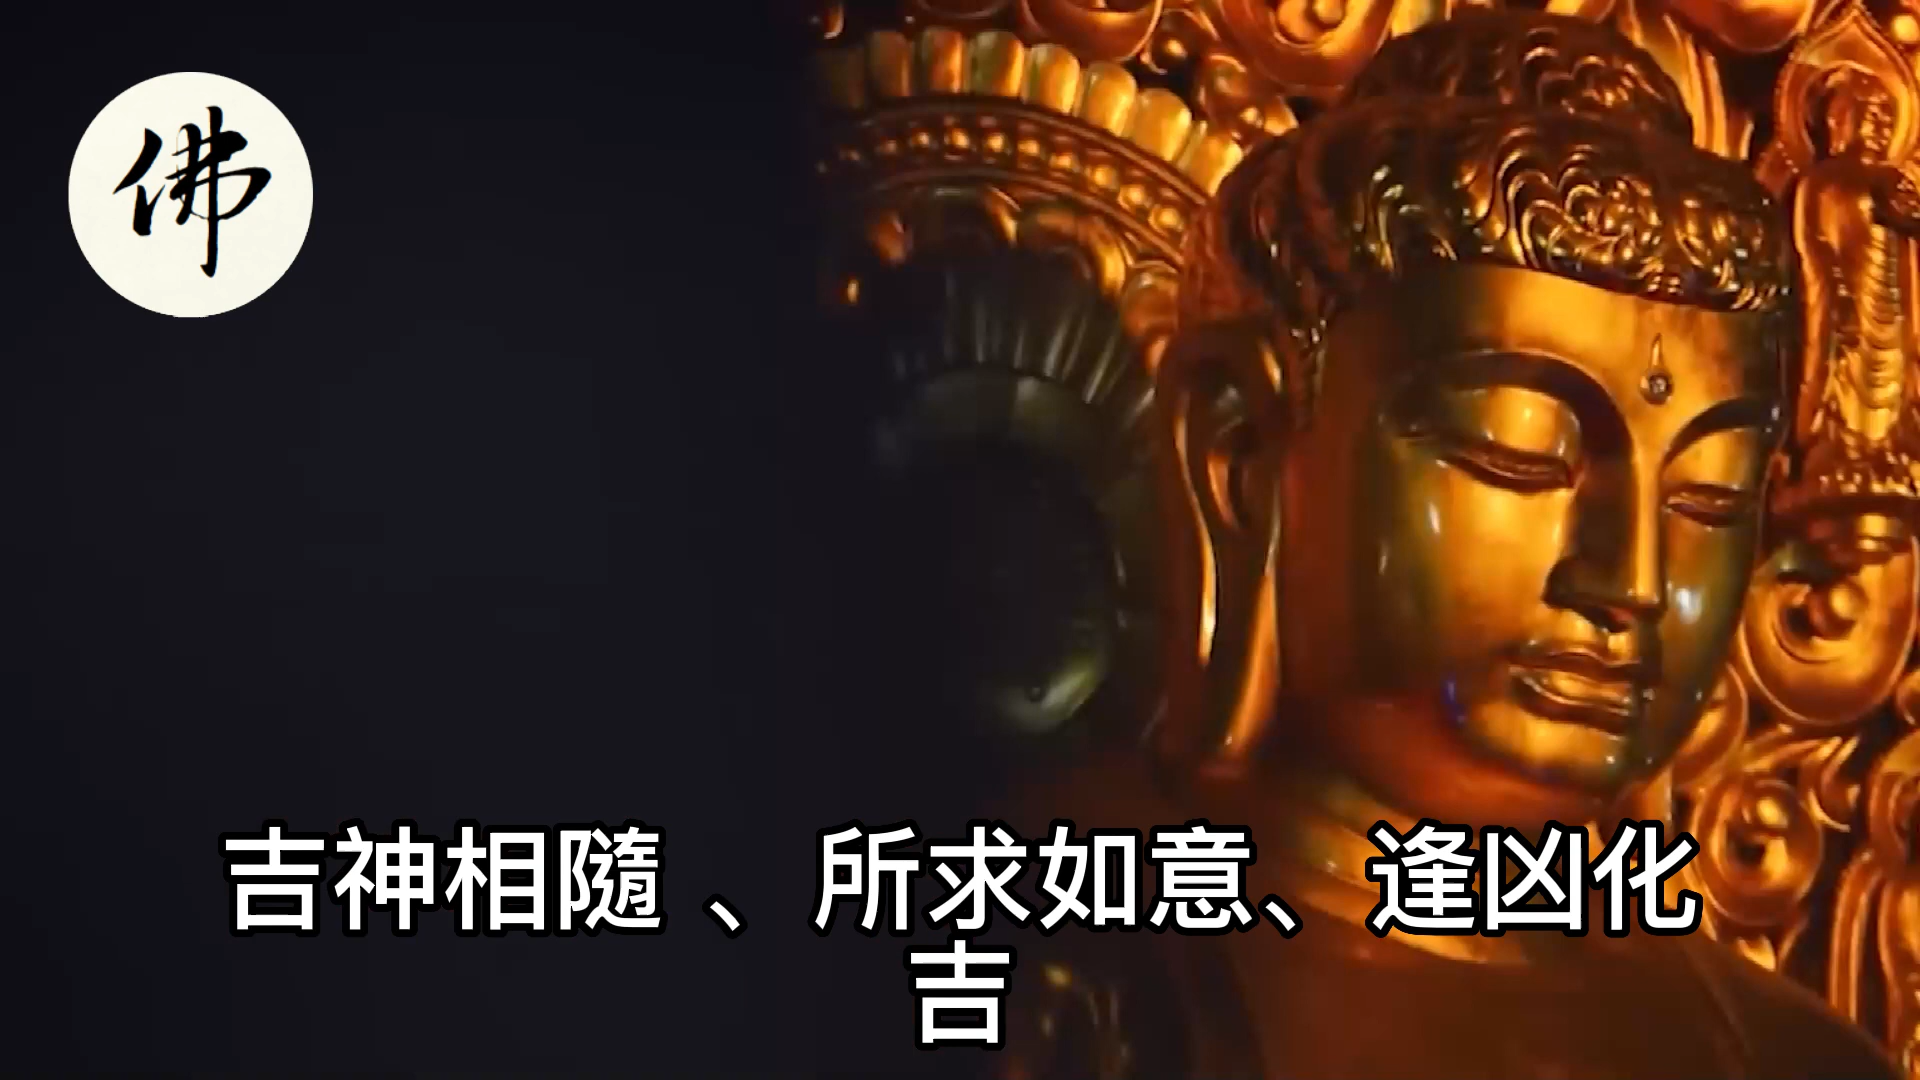 佛
吉神相隨 、所求如意、逢凶化
吉